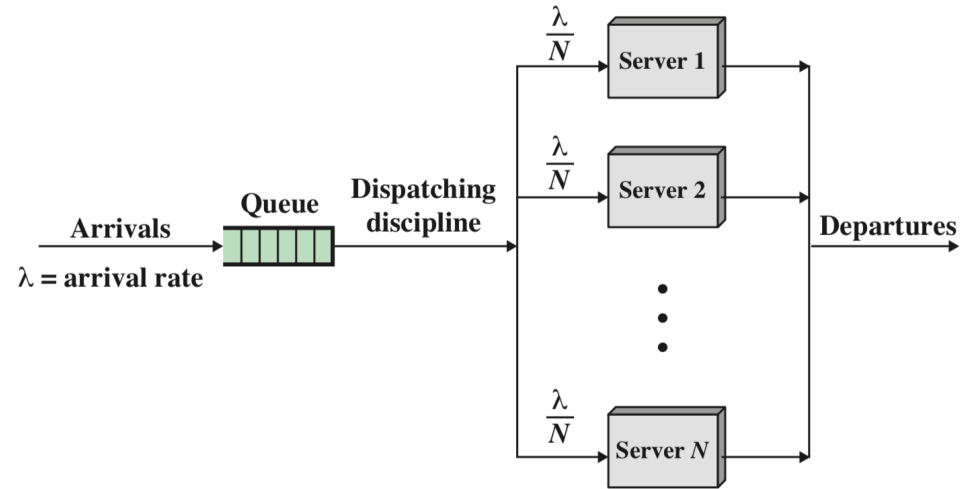 Arrivals
λ = arrival rate
Queue
Dispatching
discipline
λ
N
Server 1
λ
N
Server 2
λ
N
Server N
Departures